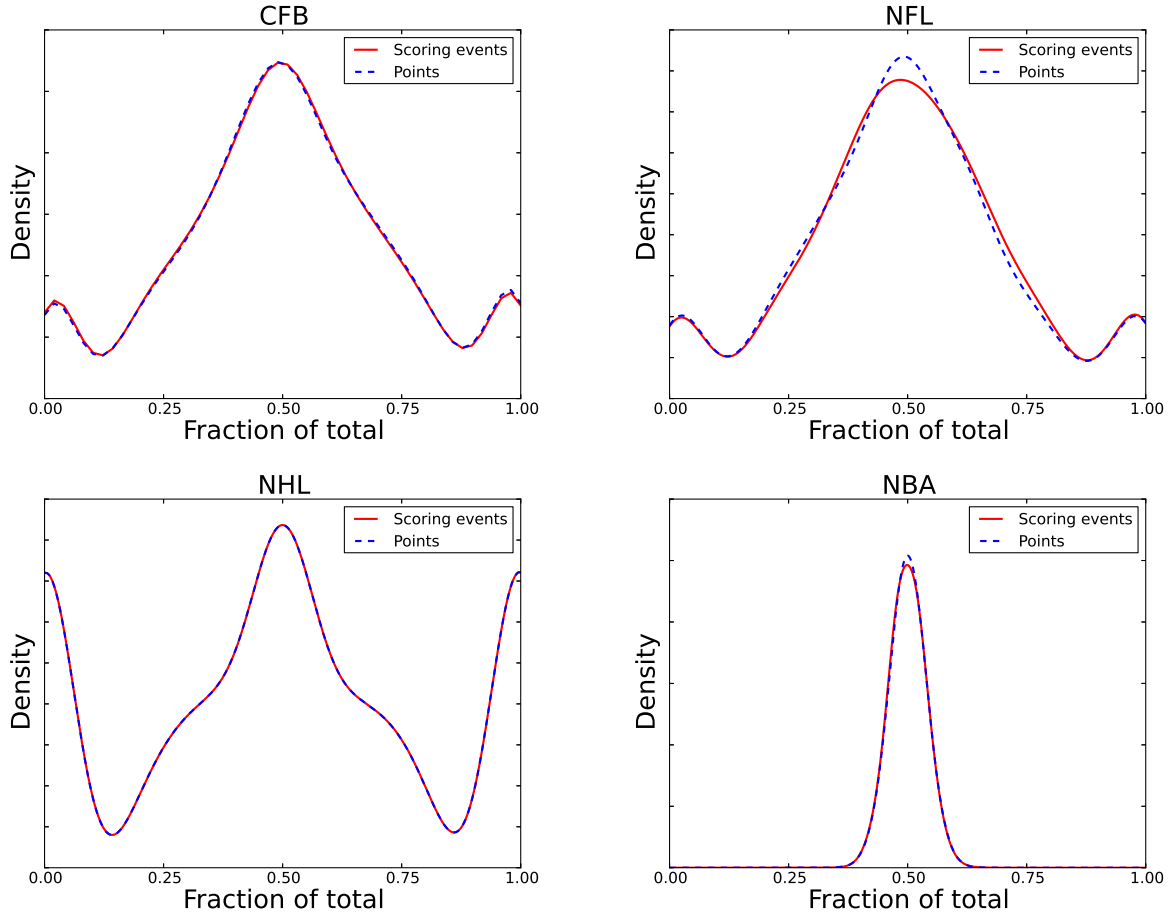 CFB
Scoring events
Points
Density
0.00 0.25 0.50 0.75 1.00
Fraction of total
NFL
Scoring events
Points
Density
0.00 0.25 0.50 0.75 1.00
Fraction of total
NHL
Scoring events
Points
Density
0.00 0.25 0.50 0.75 1.00
Fraction of total
NBA
Scoring events
Points
Density
0.00 0.25 0.50 0.75 1.00
Fraction of total